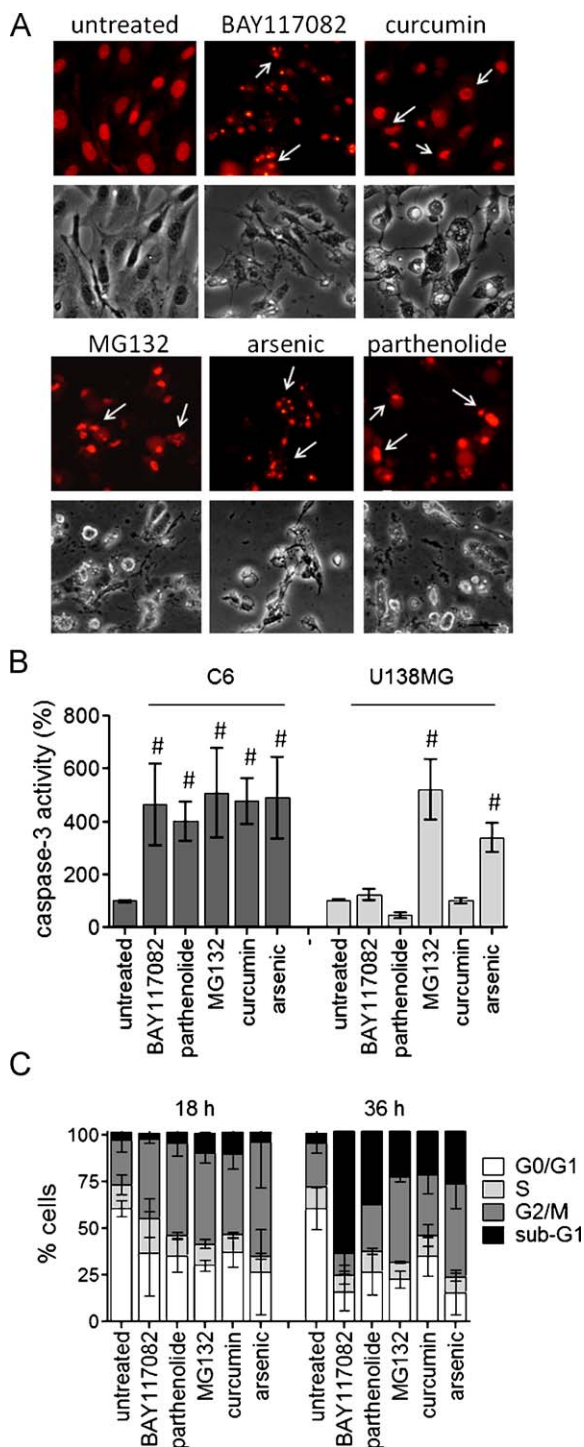 A
untreated BAY117082 curcumin
MG132 arsenic parthenolide
B
C6 U138MG
caspase-3 activity (%)
800
600
400
200
0
# # # # # # #
untreated BAY117082 parthenolide MG132 curcumin arsenic - untreated BAY117082 parthenolide MG132 curcumin arsenic
C
18 h 36 h
% cells
100
75
50
25
0
G0/G1
S
G2/M
sub-G1
untreated BAY117082 parthenolide MG132 curcumin arsenic untreated BAY117082 parthenolide MG132 curcumin arsenic